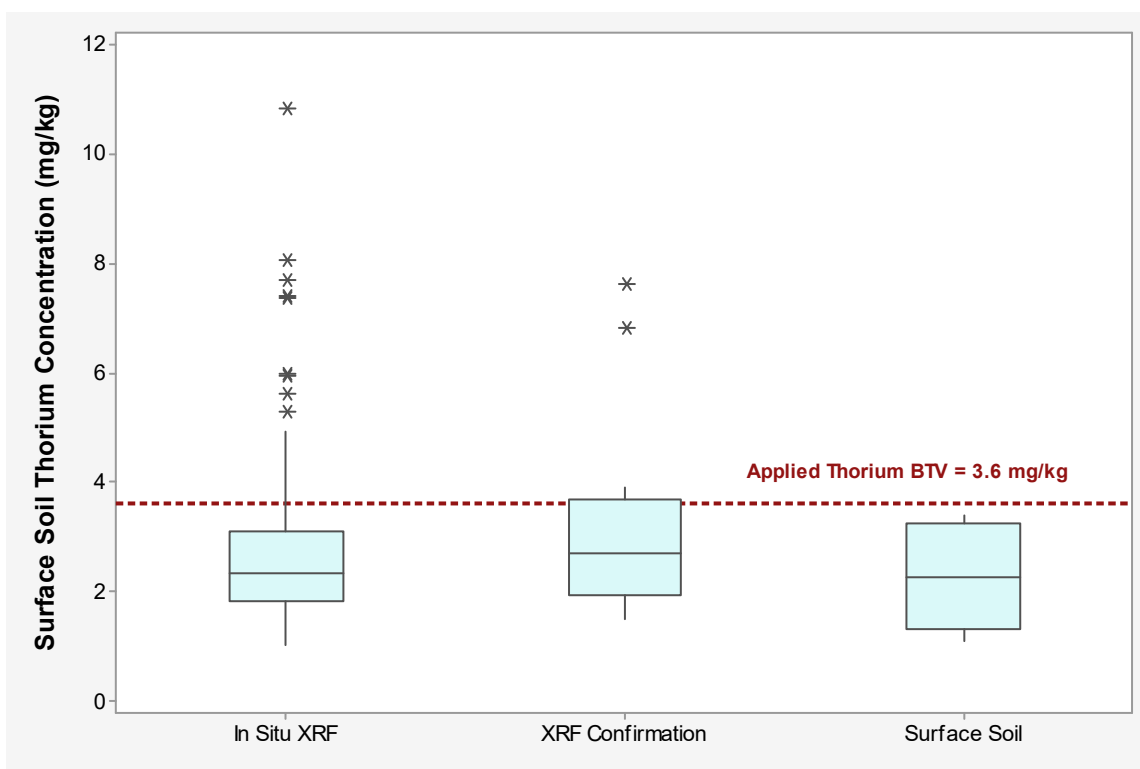 Surface Soil Thorium Concentration (mg/kg)
12
10
8
6
4
2
0
Applied Thorium BTV = 3.6 mg/kg
In Situ XRF
XRF Confirmation
Surface Soil